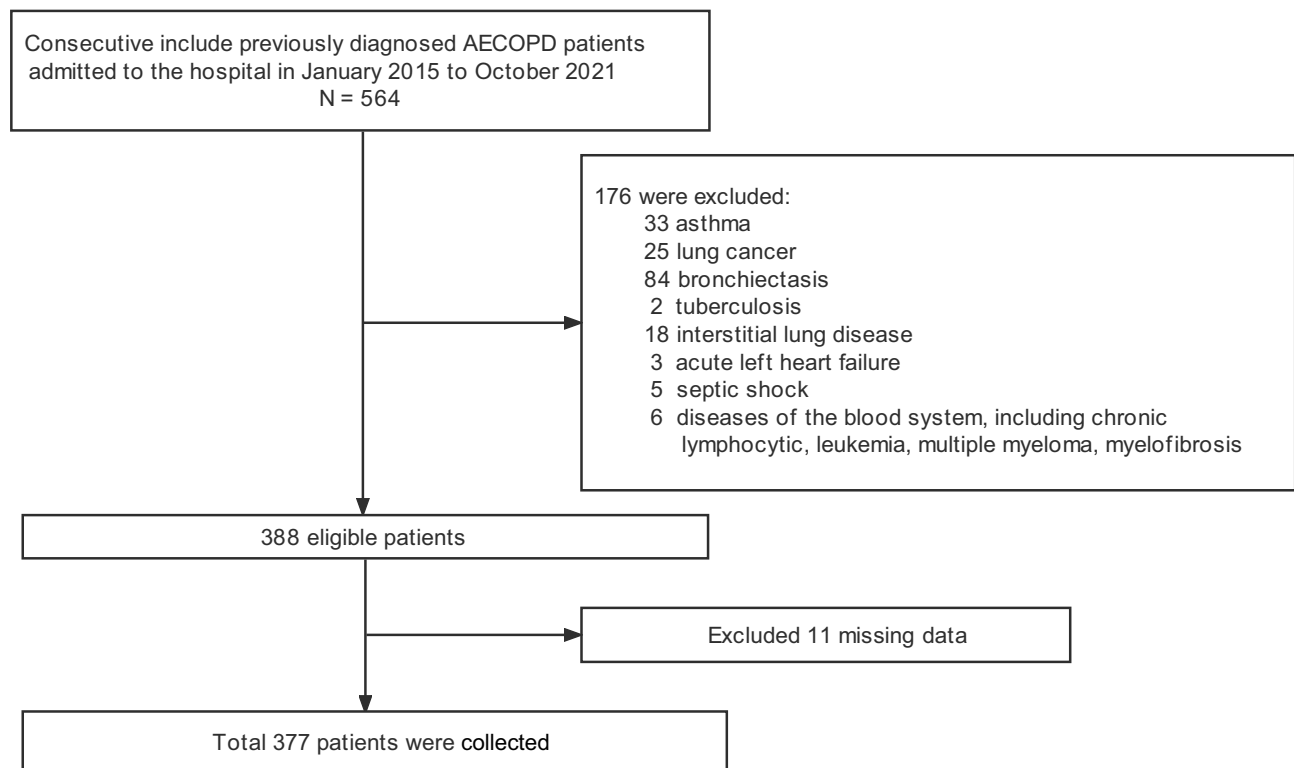 Consecutive include previously diagnosed AECOPD patients
admitted to the hospital in January 2015 to October 2021
N = 564
176 were excluded:
33 asthma
25 lung cancer
84 bronchiectasis
2 tuberculosis
18 interstitial lung disease
3 acute left heart failure
5 septic shock
6 diseases of the blood system, including chronic
lymphocytic, leukemia, multiple myeloma, myelofibrosis
388 eligible patients
Excluded 11 missing data
Total 377 patients were collected